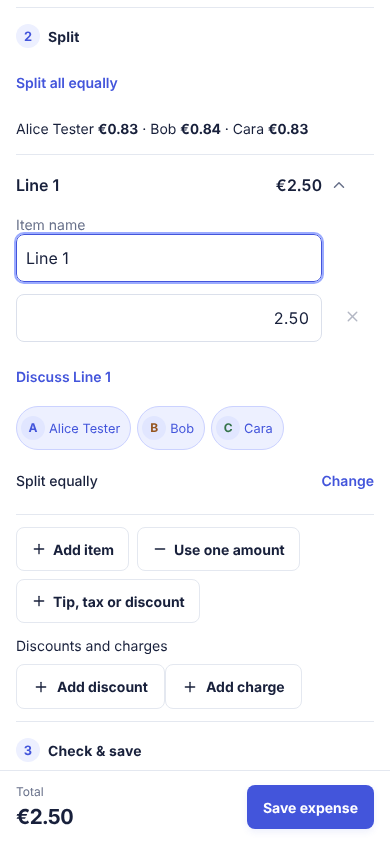 2 Split
Split all equally
Alice Tester €0.83 · Bob €0.84 · Cara €0.83
Line 1 €2.50
Item name
Line 1
2.50
Discuss Line 1
A Alice Tester B Bob C Cara
Split equally Change
+ Add item − Use one amount
+ Tip, tax or discount
Discounts and charges
+ Add discount + Add charge
3 Check & save
Total
€2.50 Save expense